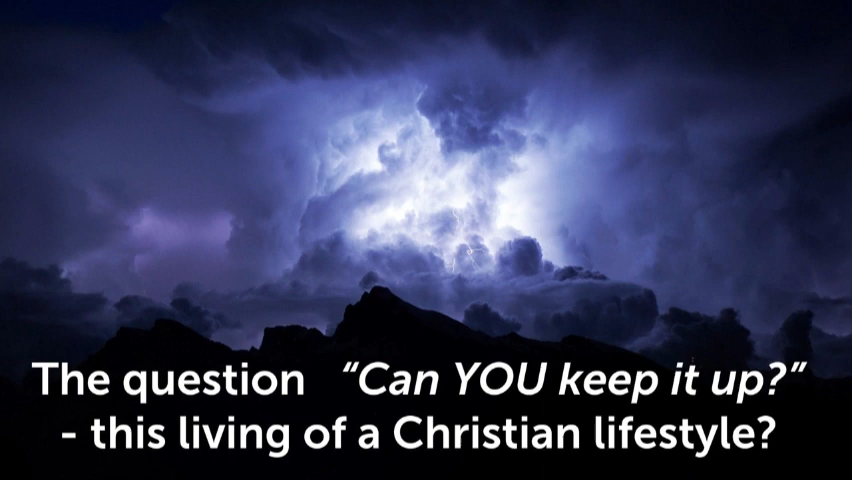 The question “Can YOU keep it up?”
- this living of a Christian lifestyle?